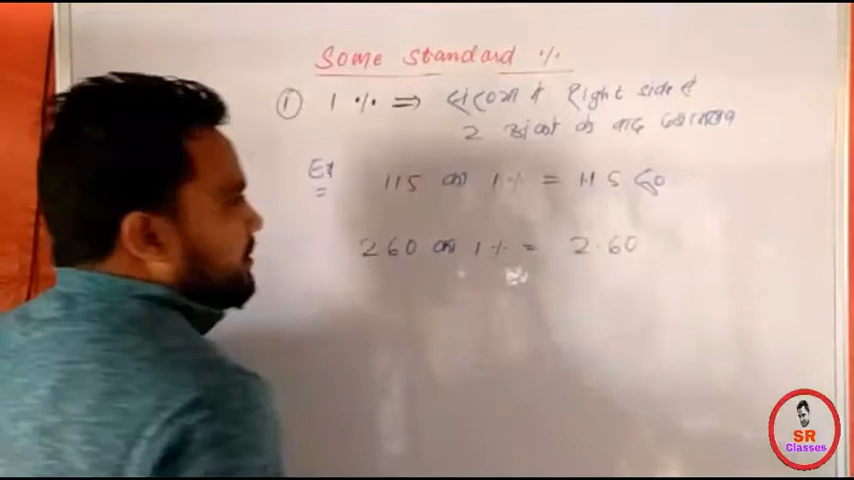 Some standard %
① 1 % ⇒ संख्या के Right side से
2 अंको के बाद दशमलव
Ex 115 का 1% = 1.15
260 का 1% = 2.60
SR
Classes